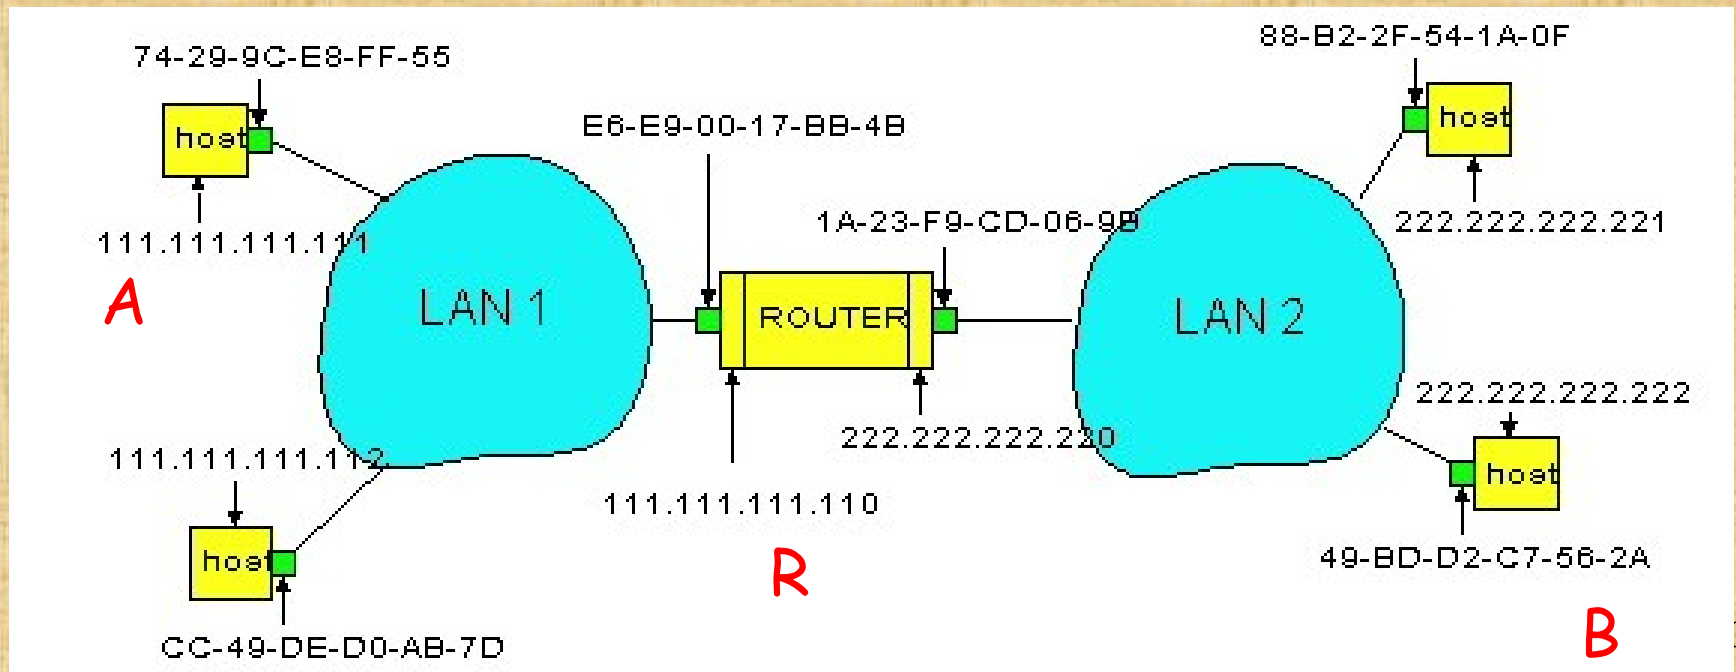 88-B2-2F-54-1A-0F
74-29-9C-E8-FF-55
host
E6-E9-00-17-BB-4B
host
111.111.111.111
1A-23-F9-CD-06-9B
222.222.222.221
A
LAN 1
ROUTER
LAN 2
222.222.222.222
111.111.111.112
222.222.222.220
host
111.111.111.110
host
R
49-BD-D2-C7-56-2A
CC-49-DE-D0-AB-7D
B